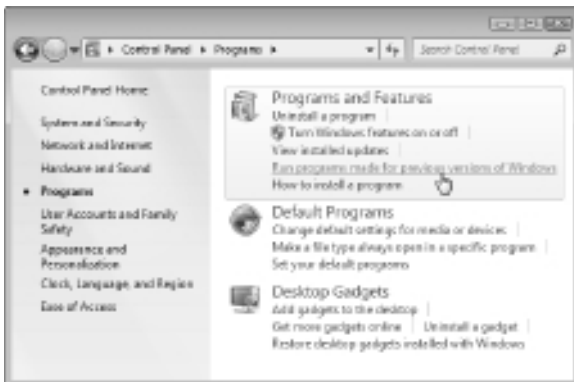 Control Panel ▸ Programs ▸
Search Control Panel
Control Panel Home
System and Security
Network and Internet
Hardware and Sound
Programs
User Accounts and Family
Safety
Appearance and
Personalization
Clock, Language, and Region
Ease of Access
Programs and Features
Uninstall a program
Turn Windows features on or off
View installed updates
Run programs made for previous versions of Windows
How to install a program
Default Programs
Change default settings for media or devices
Make a file type always open in a specific program
Set your default programs
Desktop Gadgets
Add gadgets to the desktop
Get more gadgets online | Uninstall a gadget
Restore desktop gadgets installed with Windows